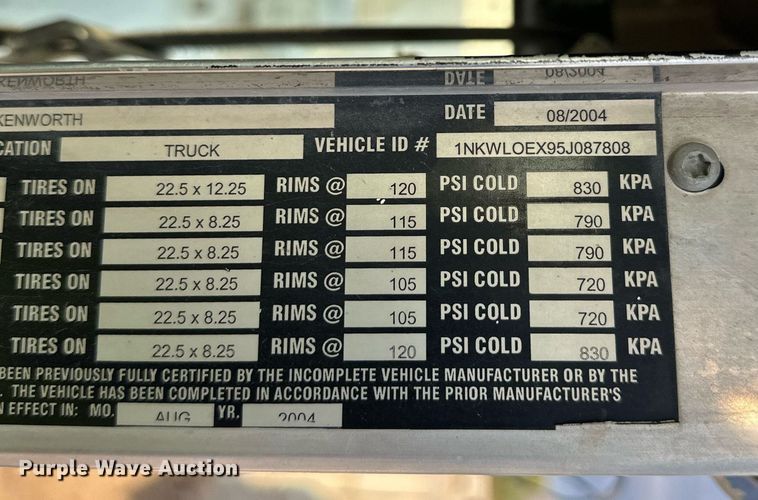 KENWORTH DATE 08/2004
KENWORTH DATE 08/2004
CATION TRUCK VEHICLE ID # 1NKWLOEX95J087808
TIRES ON 22.5 x 12.25 RIMS @ 120 PSI COLD 830 KPA
TIRES ON 22.5 x 8.25 RIMS @ 115 PSI COLD 790 KPA
TIRES ON 22.5 x 8.25 RIMS @ 115 PSI COLD 790 KPA
TIRES ON 22.5 x 8.25 RIMS @ 105 PSI COLD 720 KPA
TIRES ON 22.5 x 8.25 RIMS @ 105 PSI COLD 720 KPA
TIRES ON 22.5 x 8.25 RIMS @ 120 PSI COLD 830 KPA
BEEN PREVIOUSLY FULLY CERTIFIED BY THE INCOMPLETE VEHICLE MANUFACTURER OR BY THE
. THE VEHICLE HAS BEEN COMPLETED IN ACCORDANCE WITH THE PRIOR MANUFACTURER'S
N EFFECT IN: MO. AUG YR. 2004
Purple Wave Auction